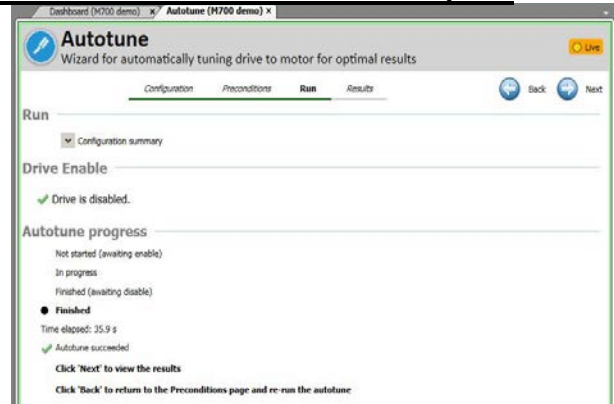 Dashboard (M700 demo) x Autotune (M700 demo) x
Autotune
Wizard for automatically tuning drive to motor for optimal results
Live
Configuration Preconditions Run Results
Back Next
Run
Configuration summary
Drive Enable
Drive is disabled.
Autotune progress
Not started (awaiting enable)
In progress
Finished (awaiting disable)
Finished
Time elapsed: 35.9 s
Autotune succeeded
Click 'Next' to view the results
Click 'Back' to return to the Preconditions page and re-run the autotune